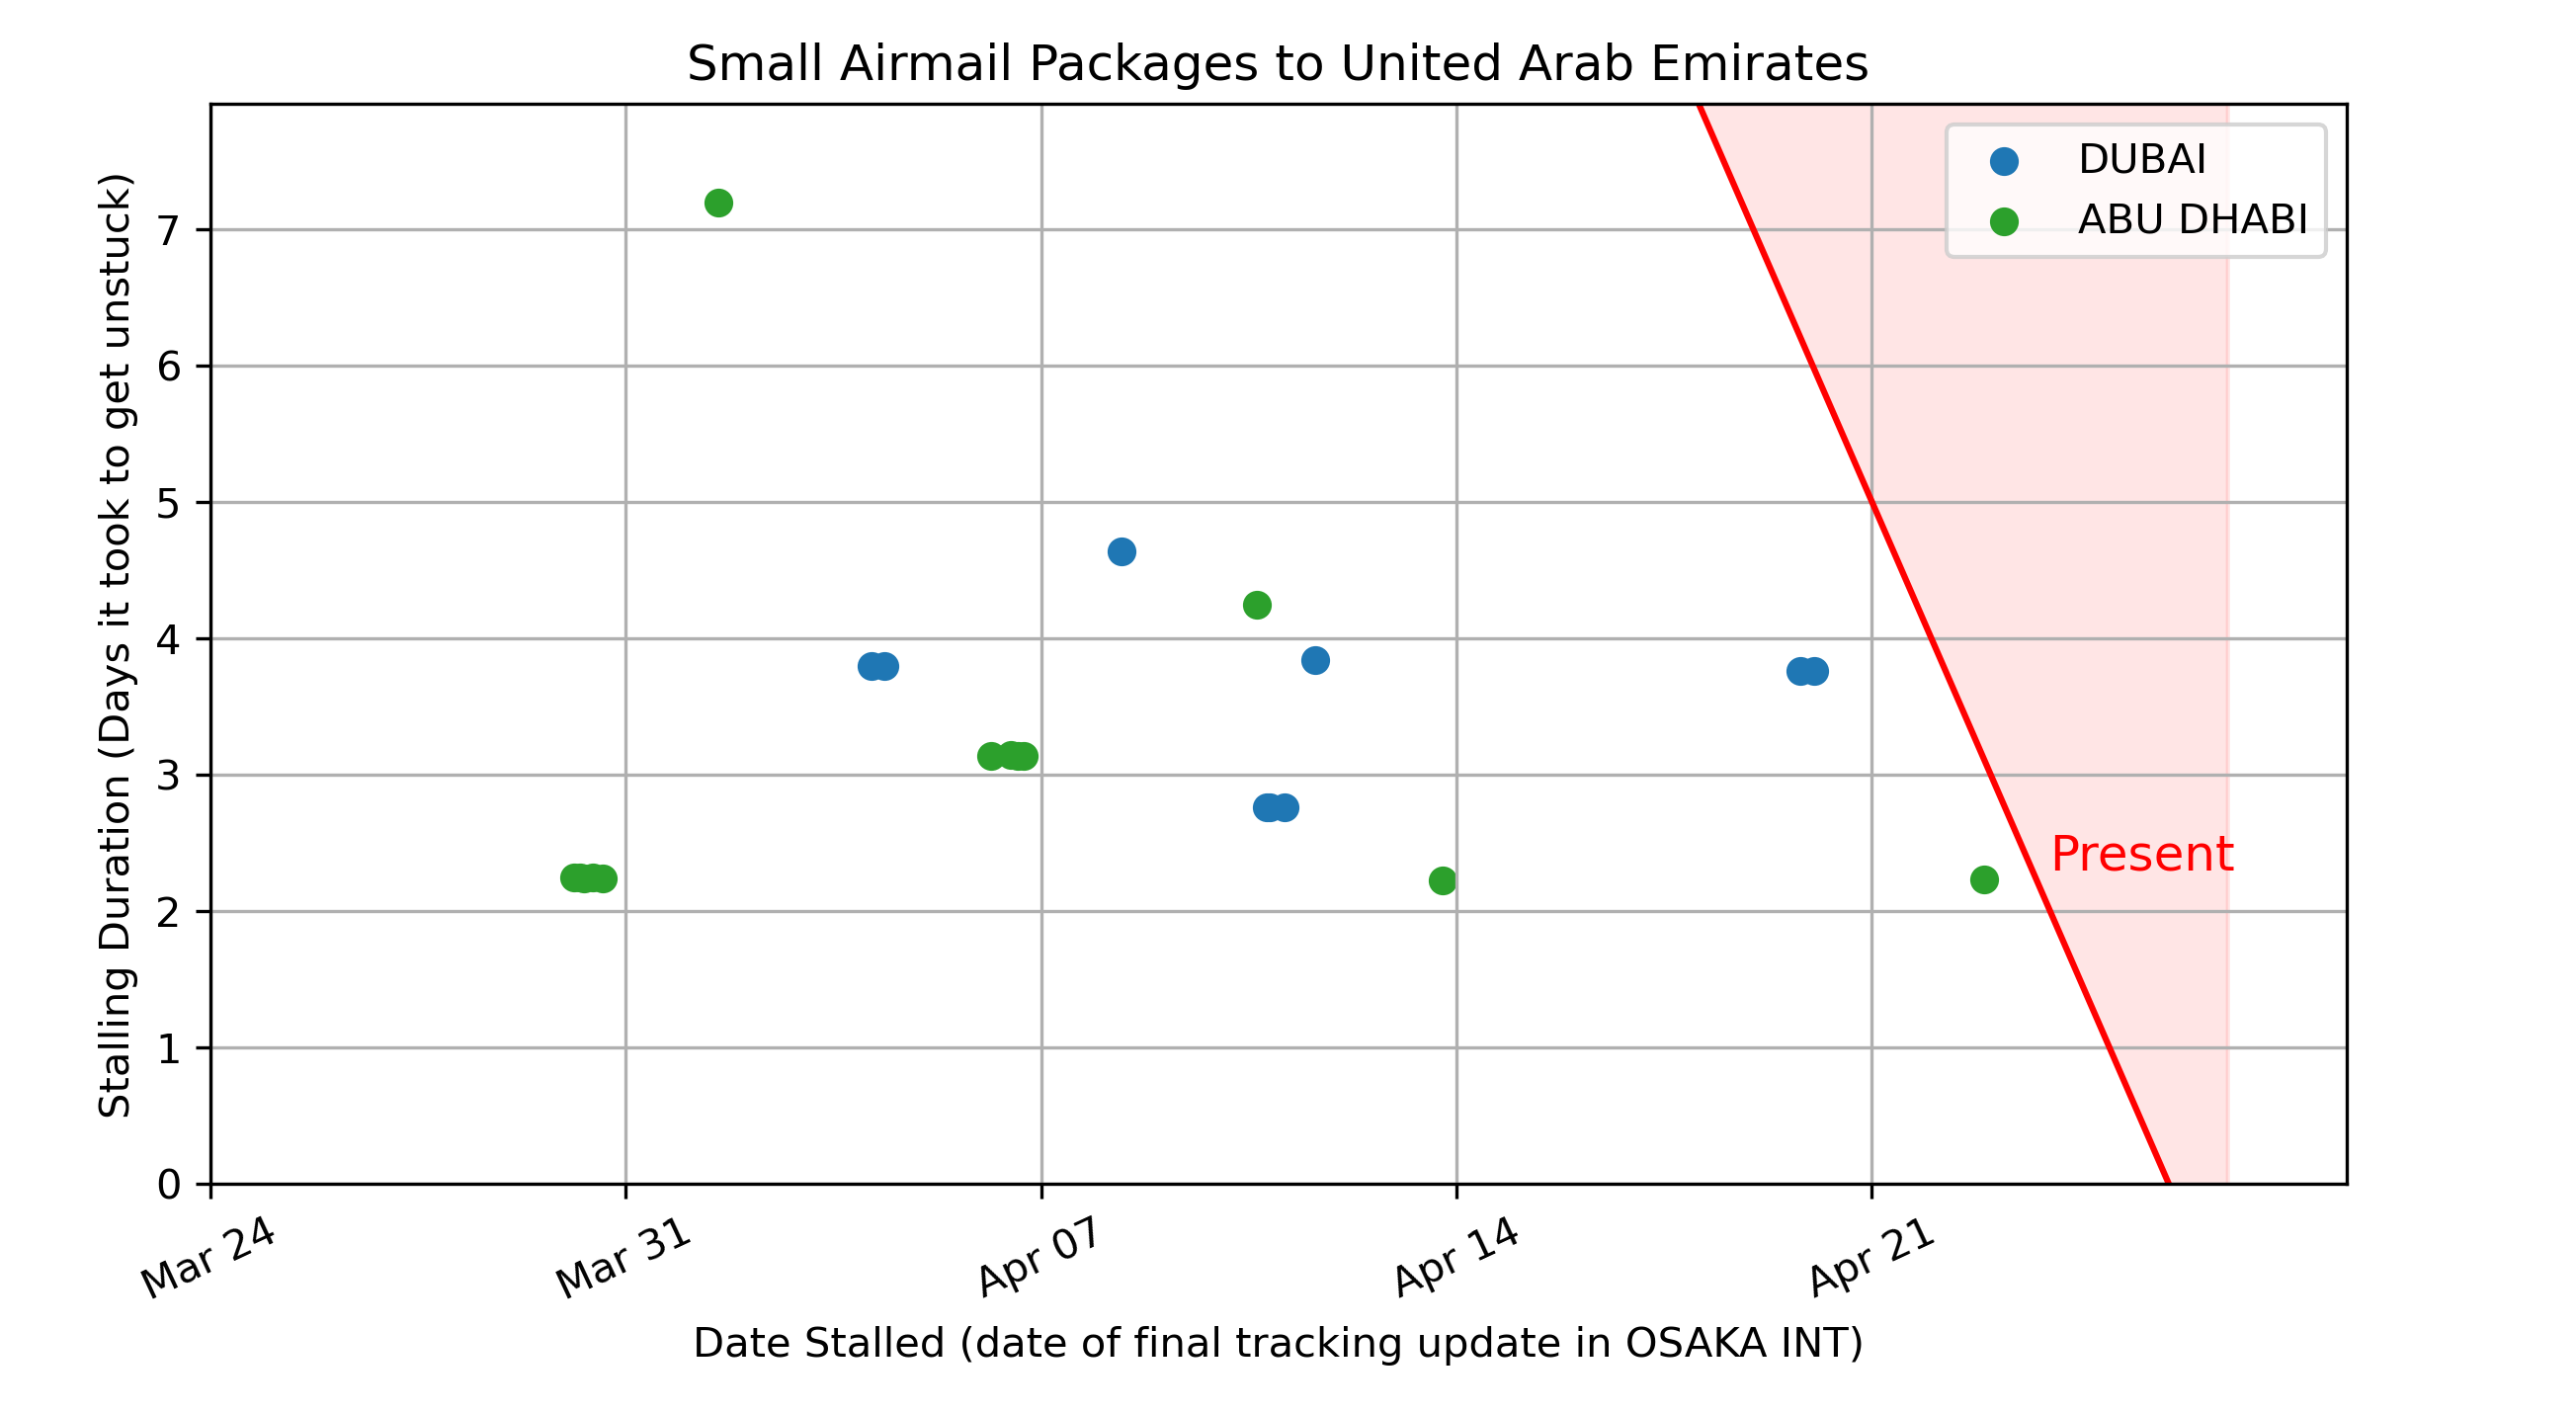 Small Airmail Packages to United Arab Emirates
Stalling Duration (Days it took to get unstuck)
7
6
5
4
3
2
1
0
DUBAI
ABU DHABI
Present
Mar 24
Mar 31
Apr 07
Apr 14
Apr 21
Date Stalled (date of final tracking update in OSAKA INT)